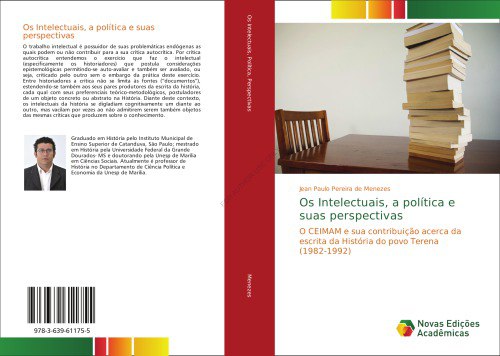 Os Intelectuais, a política e suas
perspectivas
O trabalho intelectual é possuidor de suas problemáticas endógenas as
quais podem ou não contribuir para a sua crítica autocrítica. Por crítica
autocrítica entendemos o exercício que faz o intelectual
(especificamente os historiadores) que postula considerações
epistemológicas permitindo-se auto-avaliar e também ser avaliado, ou
seja, criticado pelo outro sem o embargo da prática deste exercício.
Entre historiadores a crítica não se limita às fontes ("documentos"),
estendendo-se também aos seus pares produtores da escrita da história,
cada qual com seus preferenciais teórico-metodológicos, postuladores
de um objeto concreto ou abstrato na História. Diante deste contexto,
os intelectuais da história se digladiam cognitivamente um diante ao
outro, mas vacilam por vezes ao não admitirem serem também objetos
das mesmas críticas que produzem sobre o conhecimento.
Graduado em História pelo Instituto Municipal de
Ensino Superior de Catanduva, São Paulo; mestrado
em História pela Universidade Federal da Grande
Dourados- MS e doutorando pela Unesp de Marília
em Ciências Sociais. Atualmente é professor de
História no Departamento de Ciência Política e
Economia da Unesp de Marília.
978-3-639-61175-5
Os Intelectuais, Política, Perspectivas
Menezes
Jean Paulo Pereira de Menezes
Os Intelectuais, a política e
suas perspectivas
O CEIMAM e sua contribuição acerca da
escrita da História do povo Terena
(1982-1992)
Novas Edições
Acadêmicas